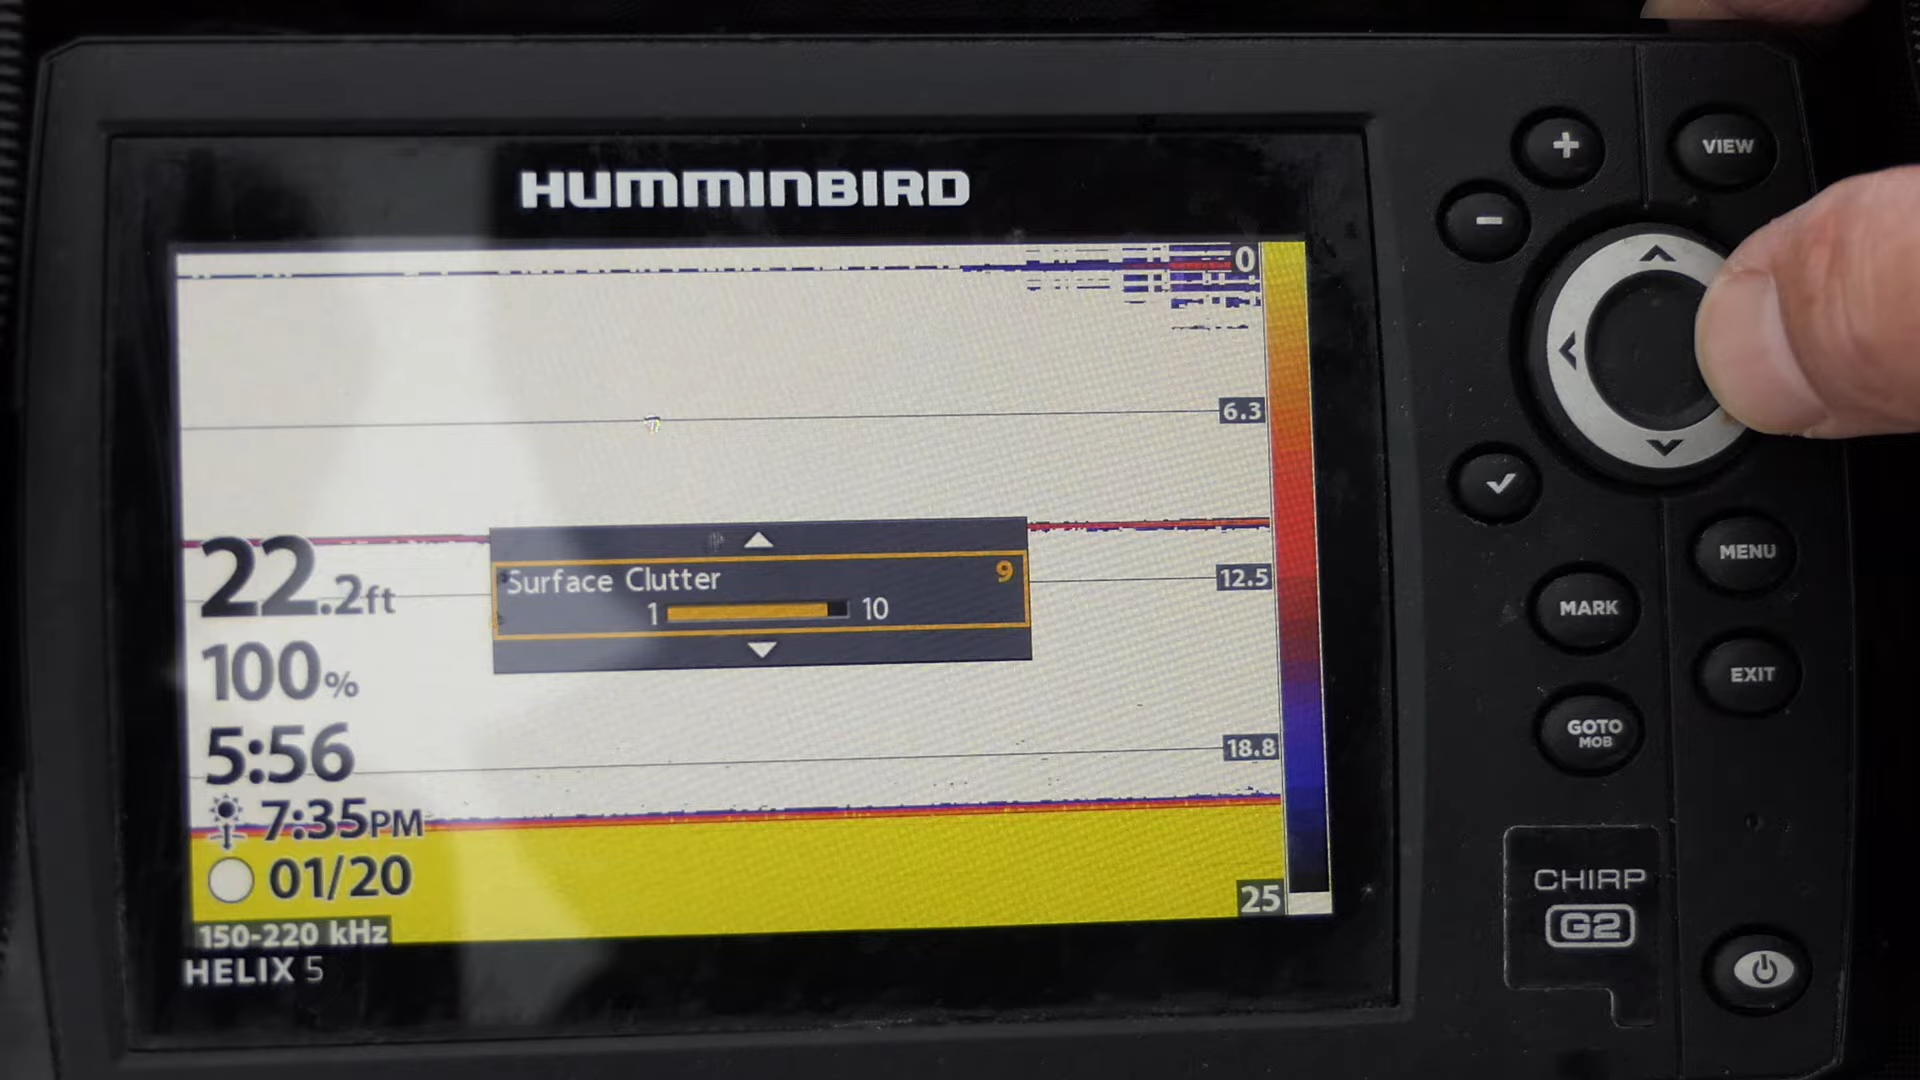 HUMMINBIRD
0
6.3
12.5
18.8
25
Surface Clutter 9
1 10
22.2ft
100%
5:56
7:35PM
01/20
150-220 kHz
HELIX 5
+
VIEW
-
MENU
MARK
EXIT
GOTO
MOB
CHIRP
G2